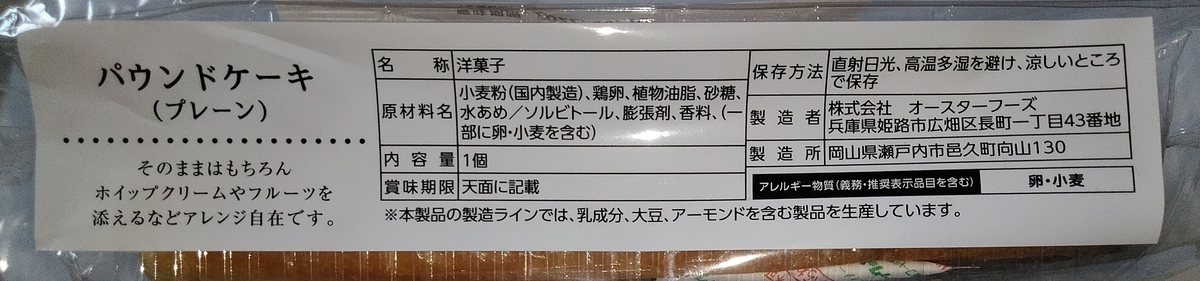 パウンドケーキ
(プレーン)
そのままはもちろん
ホイップクリームやフルーツを
添えるなどアレンジ自在です。
名 称 洋菓子
原材料名 小麦粉(国内製造)、鶏卵、植物油脂、砂糖、
水あめ/ソルビトール、膨張剤、香料、(一
部に卵・小麦を含む)
内 容 量 1個
賞味期限 天面に記載
保存方法 直射日光、高温多湿を避け、涼しいところ
で保存
製 造 者 株式会社 オースターフーズ
兵庫県姫路市広畑区長町一丁目43番地
製 造 所 岡山県瀬戸内市邑久町向山130
アレルギー物質(義務・推奨表示品目を含む) 卵・小麦
※本製品の製造ラインでは、乳成分、大豆、アーモンドを含む製品を生産しています。